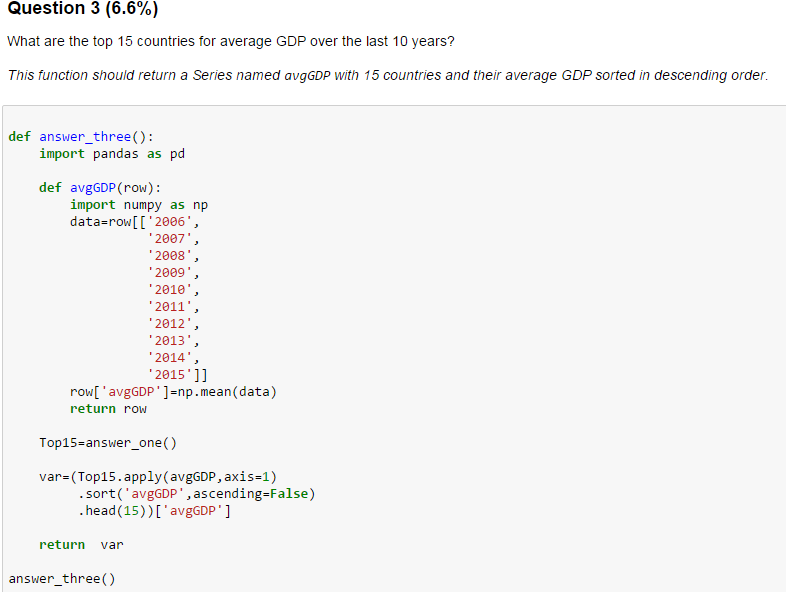 Question 3 (6.6%)
What are the top 15 countries for average GDP over the last 10 years?
This function should return a Series named avgGDP with 15 countries and their average GDP sorted in descending order.
def answer_three():
    import pandas as pd
    def avgGDP(row):
        import numpy as np
        data=row[['2006',
                  '2007',
                  '2008',
                  '2009',
                  '2010',
                  '2011',
                  '2012',
                  '2013',
                  '2014',
                  '2015']]
        row['avgGDP']=np.mean(data)
        return row
    Top15=answer_one()
    var=(Top15.apply(avgGDP,axis=1)
         .sort('avgGDP',ascending=False)
         .head(15))['avgGDP']
    return  var
answer_three()